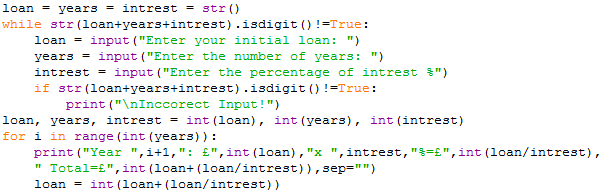 loan = years = intrest = str()
while str(loan+years+intrest).isdigit()!=True:
    loan = input("Enter your initial loan: ")
    years = input("Enter the number of years: ")
    intrest = input("Enter the percentage of intrest %")
    if str(loan+years+intrest).isdigit()!=True:
        print("\nInccorect Input!")
loan, years, intrest = int(loan), int(years), int(intrest)
for i in range(int(years)):
    print("Year ",i+1,": £",int(loan),"x ",intrest,"%=£",int(loan/intrest),
    " Total=£",int(loan+(loan/intrest)),sep="")
    loan = int(loan+(loan/intrest))